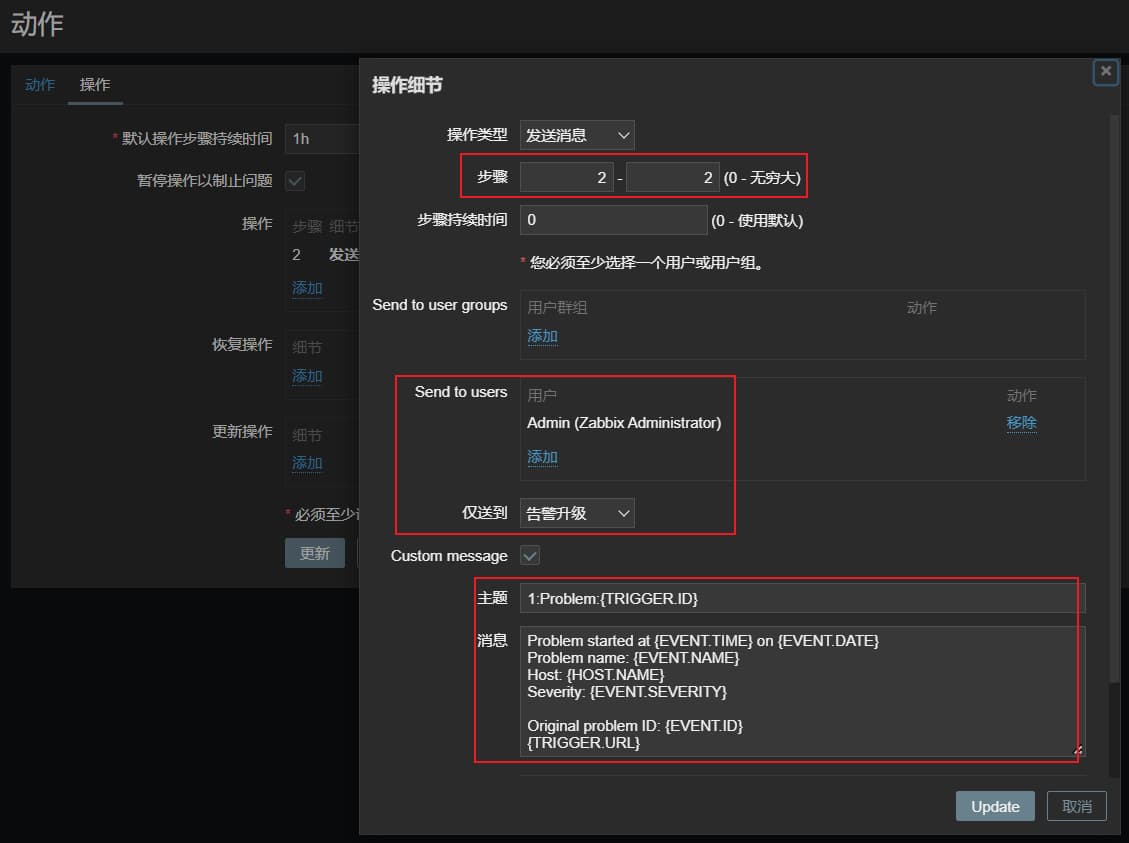 动作
动作 操作
* 默认操作步骤持续时间 1h
暂停操作以制止问题
操作
步骤 细节
2 发送
添加
恢复操作
细节
添加
更新操作
细节
添加
* 必须至少
更新
操作细节
操作类型 发送消息
步骤 2 - 2 (0 - 无穷大)
步骤持续时间 0 (0 - 使用默认)
* 您必须至少选择一个用户或用户组。
Send to user groups 用户群组 动作
添加
Send to users 用户 动作
Admin (Zabbix Administrator) 移除
添加
仅送到 告警升级
Custom message
主题 1:Problem:{TRIGGER.ID}
消息 Problem started at {EVENT.TIME} on {EVENT.DATE}
Problem name: {EVENT.NAME}
Host: {HOST.NAME}
Severity: {EVENT.SEVERITY}
Original problem ID: {EVENT.ID}
{TRIGGER.URL}
Update 取消